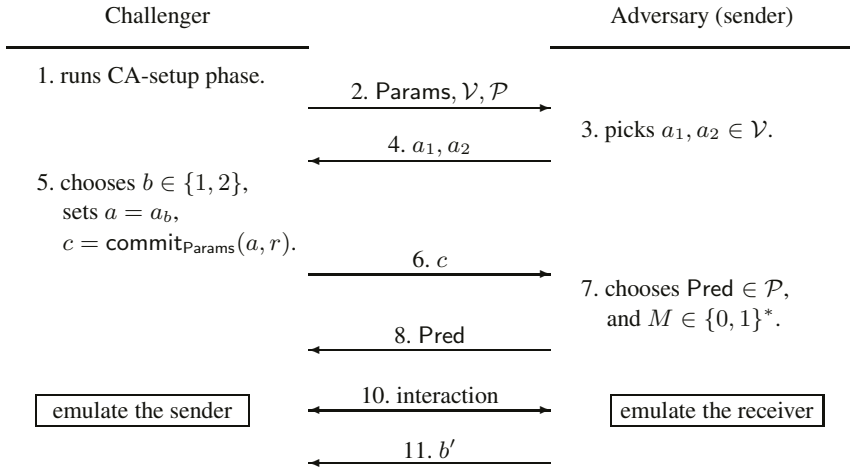 Challenger
Adversary (sender)
1. runs CA-setup phase.
2. Params, 𝒱, 𝒫
3. picks a₁, a₂ ∈ 𝒱.
4. a₁, a₂
5. chooses b ∈ {1, 2},
sets a = a_b,
c = commit_Params(a, r).
6. c
7. chooses Pred ∈ 𝒫,
and M ∈ {0, 1}*.
8. Pred
emulate the sender
10. interaction
emulate the receiver
11. b′